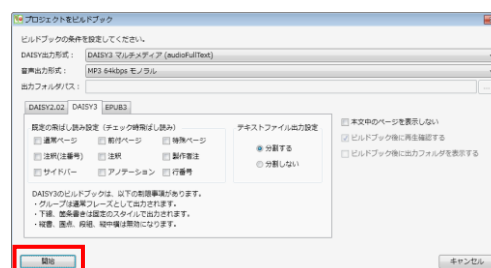 プロジェクトをビルドブック
ビルドブックの条件を設定してください。
DAISY出力形式： DAISY3 マルチメディア (audioFullText)
音声出力形式： MP3 64kbps モノラル
出力フォルダパス：
DAISY2.02 DAISY3 EPUB3
既定の飛ばし読み設定（チェック時飛ばし読み）
通常ページ 前付ページ 特殊ページ
注釈(注番号) 注釈 製作者注
サイドバー アノテーション 行番号
テキストファイル出力設定
分割する
分割しない
本文中のページを表示しない
ビルドブック後に再生確認する
ビルドブック後に出力フォルダを表示する
DAISY3のビルドブックは、以下の制限事項があります。
・グループは通常フレーズとして出力されます。
・下線、箇条書きは固定のスタイルで出力されます。
・縦書、圏点、段組、縦中横は無効になります。
開始 キャンセル